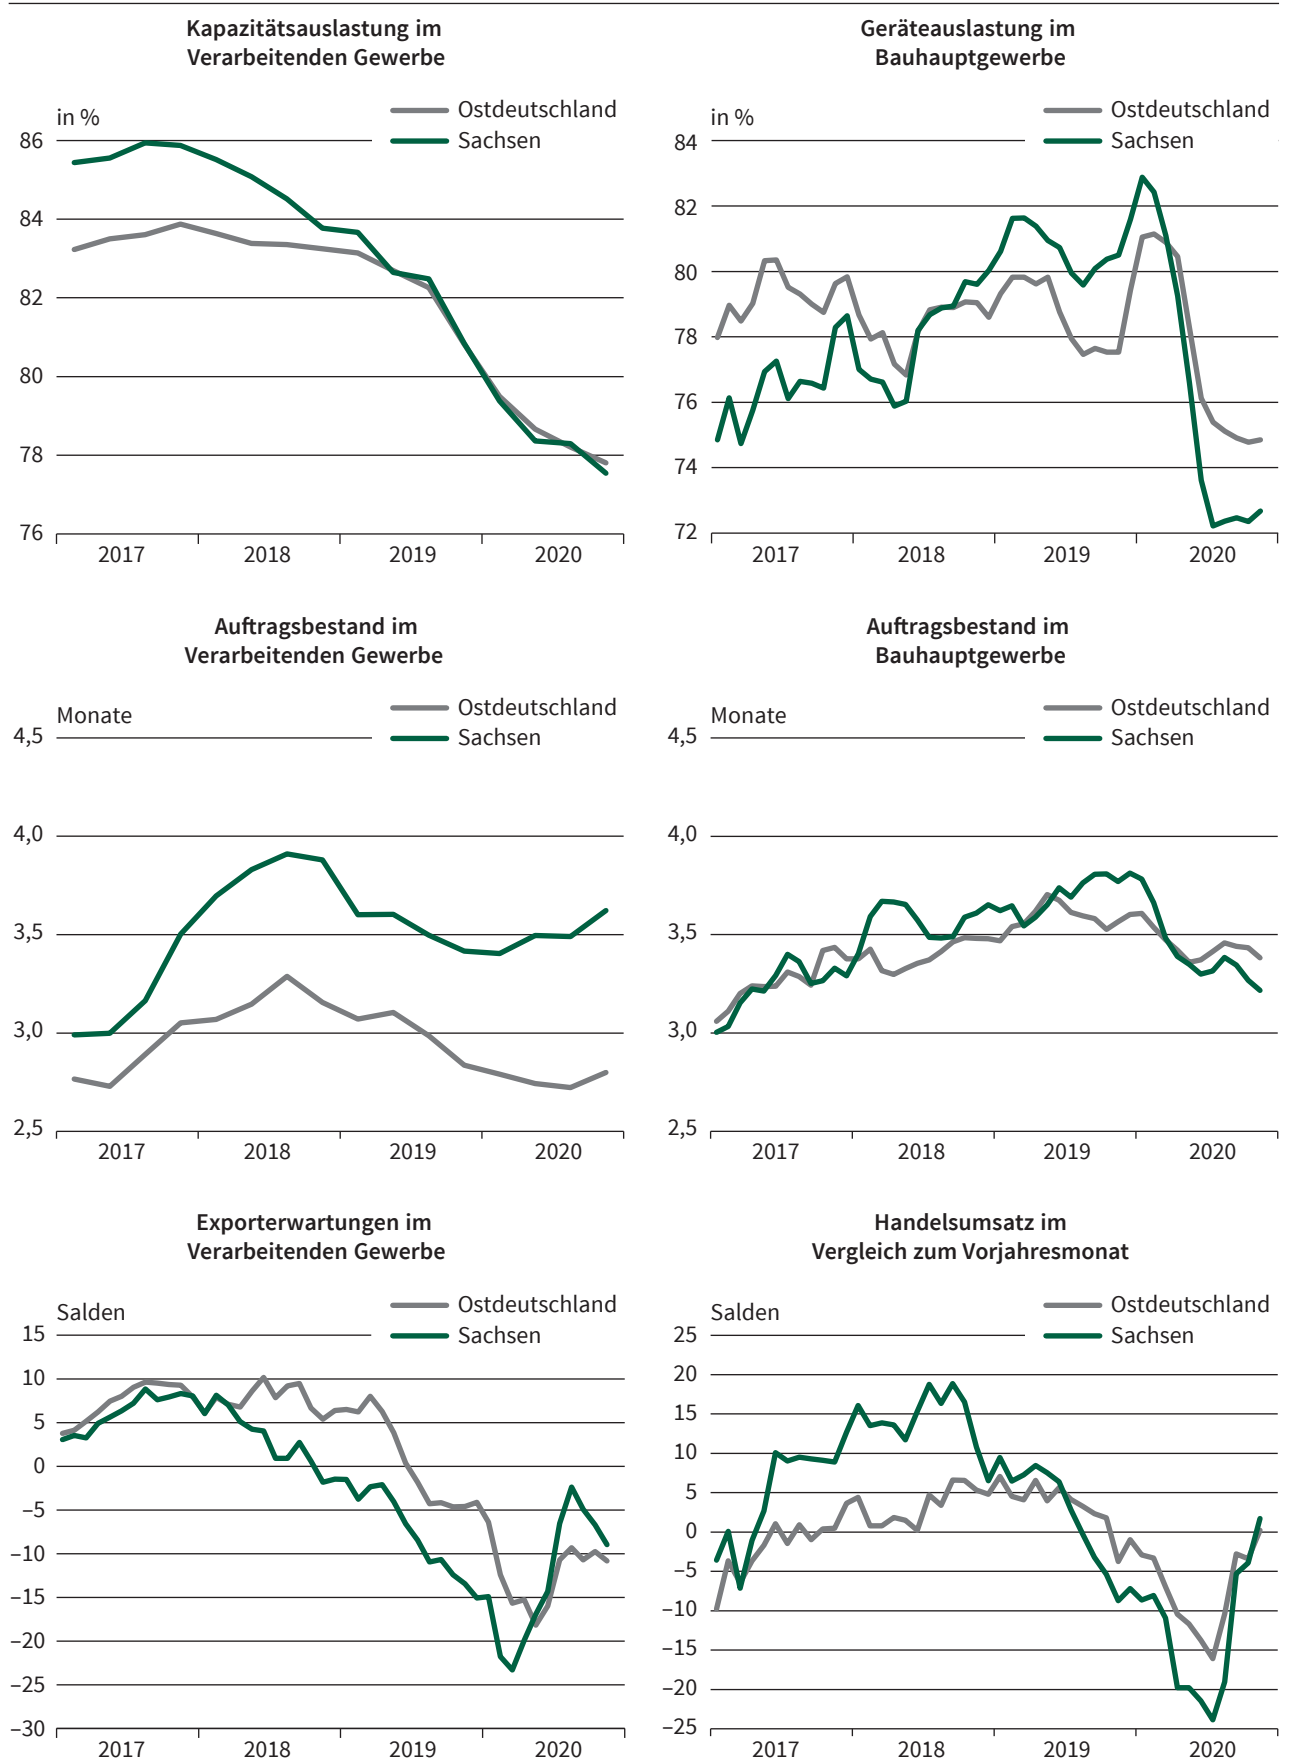 Kapazitätsauslastung im
Verarbeitenden Gewerbe
in %
Ostdeutschland
Sachsen
86
84
82
80
78
76
2017 2018 2019 2020
Geräteauslastung im
Bauhauptgewerbe
in %
Ostdeutschland
Sachsen
84
82
80
78
76
74
72
2017 2018 2019 2020
Auftragsbestand im
Verarbeitenden Gewerbe
Monate
Ostdeutschland
Sachsen
4,5
4,0
3,5
3,0
2,5
2017 2018 2019 2020
Auftragsbestand im
Bauhauptgewerbe
Monate
Ostdeutschland
Sachsen
4,5
4,0
3,5
3,0
2,5
2017 2018 2019 2020
Exporterwartungen im
Verarbeitenden Gewerbe
Salden
Ostdeutschland
Sachsen
15
10
5
0
–5
–10
–15
–20
–25
–30
2017 2018 2019 2020
Handelsumsatz im
Vergleich zum Vorjahresmonat
Salden
Ostdeutschland
Sachsen
25
20
15
10
5
0
–5
–10
–15
–20
–25
2017 2018 2019 2020